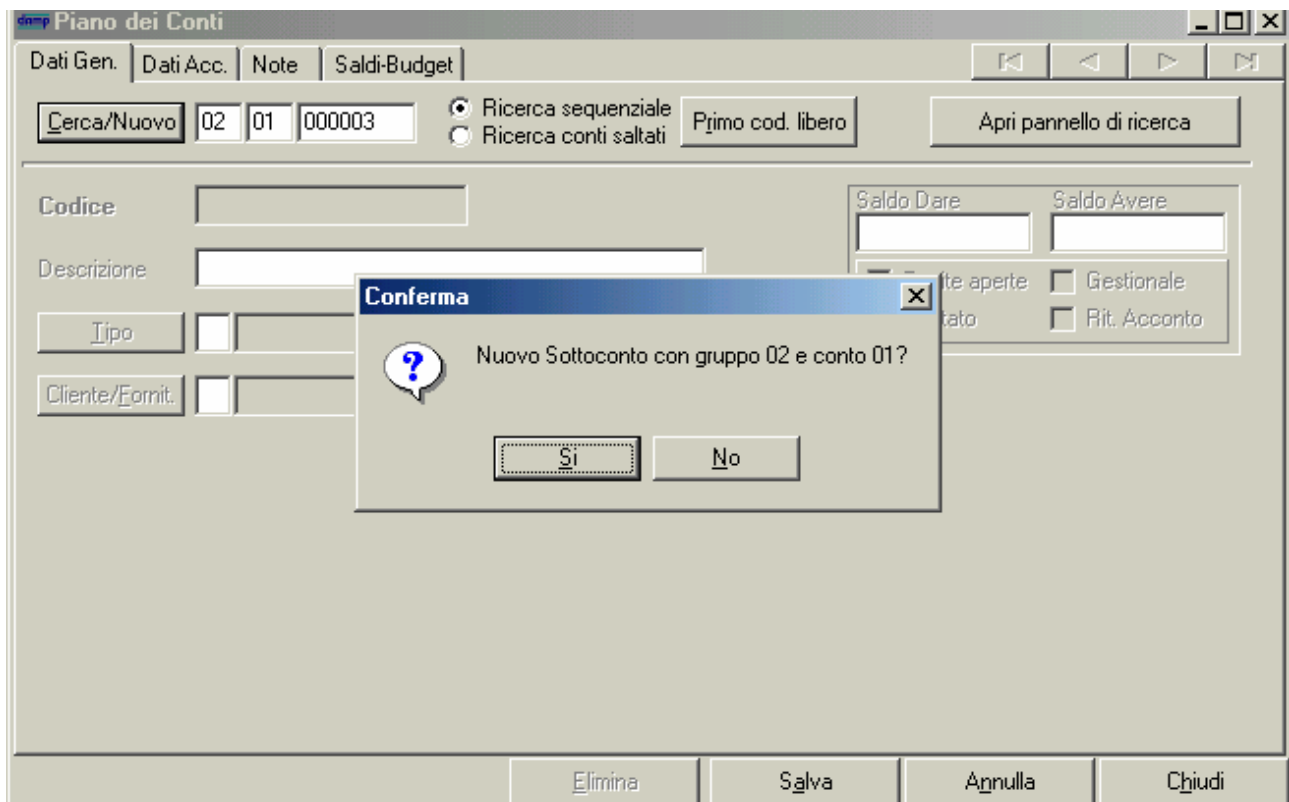 Piano dei Conti
Dati Gen. Dati Acc. Note Saldi-Budget
Cerca/Nuovo 02 01 000003
Ricerca sequenziale
Ricerca conti saltati
Primo cod. libero
Apri pannello di ricerca
Codice
Saldo Dare Saldo Avere
Descrizione
aperte Gestionale
Rit. Acconto
Tipo
Cliente/Fornit.
Conferma
Nuovo Sottoconto con gruppo 02 e conto 01?
Si No
Elimina Salva Annulla Chiudi